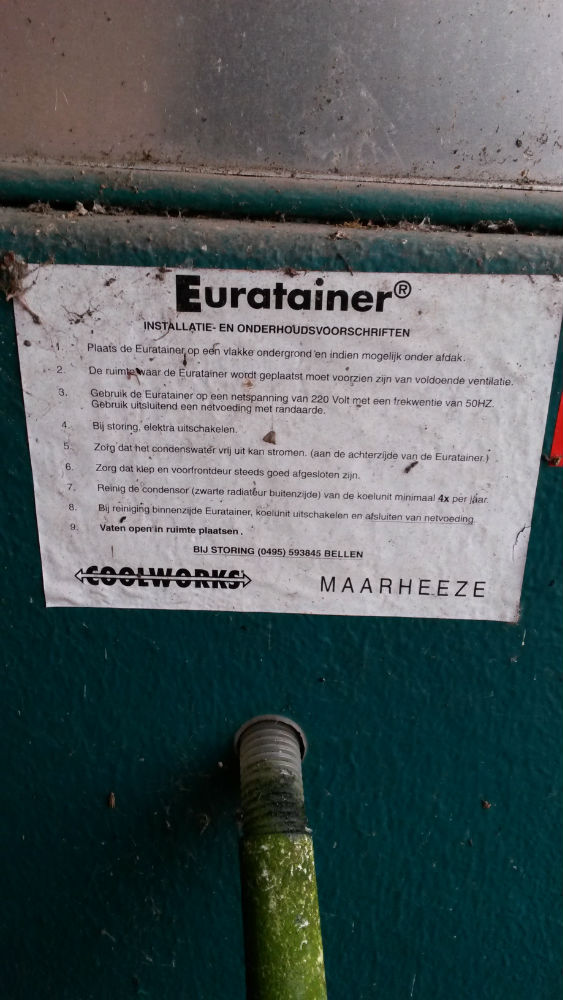 Euratainer®
INSTALLATIE- EN ONDERHOUDSVOORSCHRIFTEN
1. Plaats de Euratainer op een vlakke ondergrond en indien mogelijk onder afdak.
2. De ruimte waar de Euratainer wordt geplaatst moet voorzien zijn van voldoende ventilatie.
3. Gebruik de Euratainer op een netspanning van 220 Volt met een frekwentie van 50HZ.
Gebruik uitsluitend een netvoeding met randaarde.
4. Bij storing, elektra uitschakelen.
5. Zorg dat het condenswater vrij uit kan stromen. (aan de achterzijde van de Euratainer.)
6. Zorg dat klep en voorfrontdeur steeds goed afgesloten zijn.
7. Reinig de condensor (zwarte radiateur buitenzijde) van de koelunit minimaal 4x per jaar.
8. Bij reiniging binnenzijde Euratainer, koelunit uitschakelen en afsluiten van netvoeding.
9. Vaten open in ruimte plaatsen.
BIJ STORING (0495) 593845 BELLEN
COOLWORKS MAARHEEZE